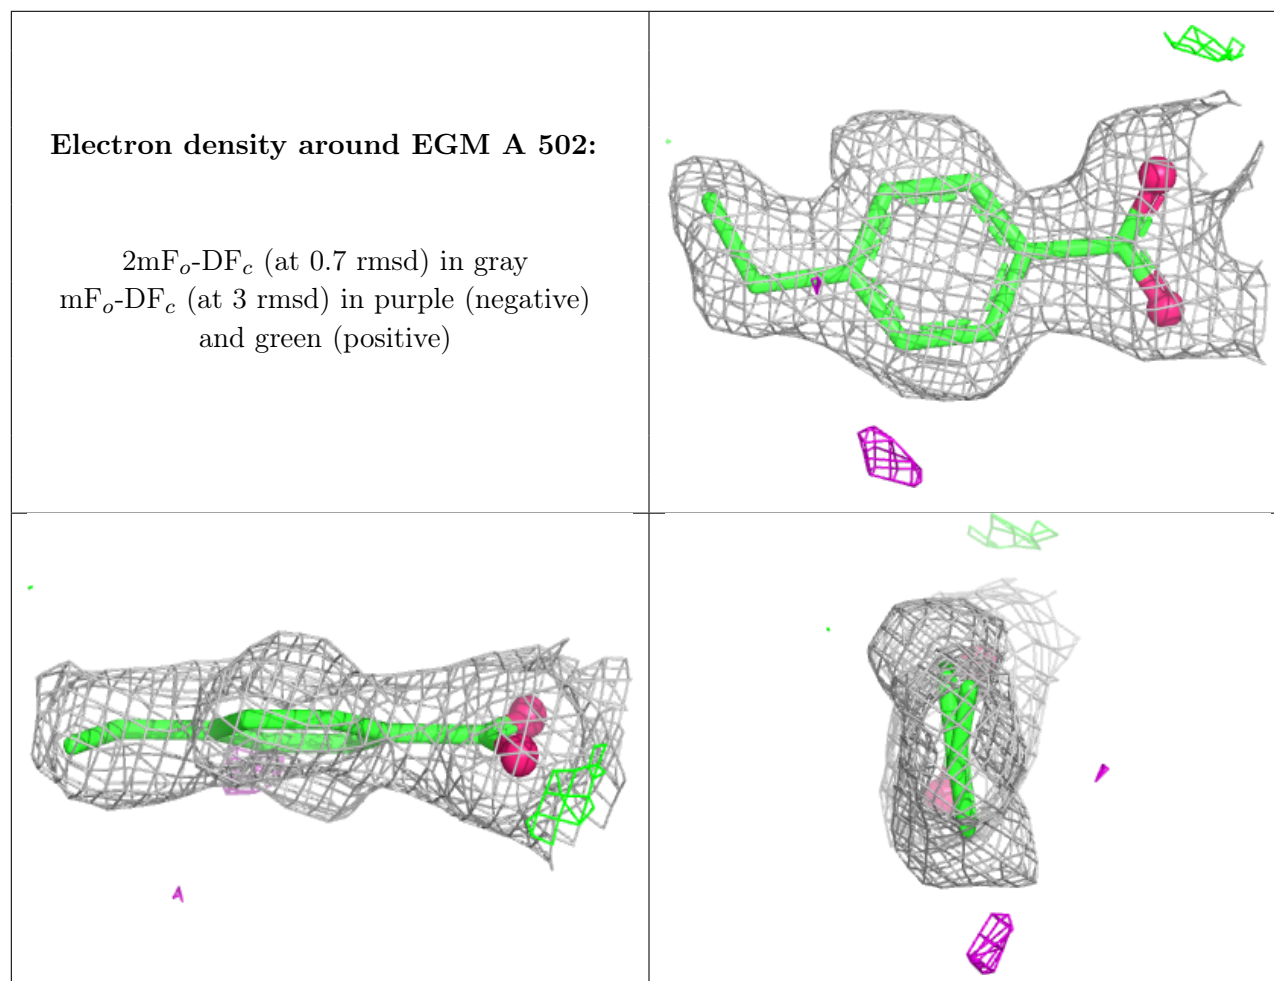 Electron density around EGM A 502:
2mFo-DFc (at 0.7 rmsd) in gray
mFo-DFc (at 3 rmsd) in purple (negative)
and green (positive)